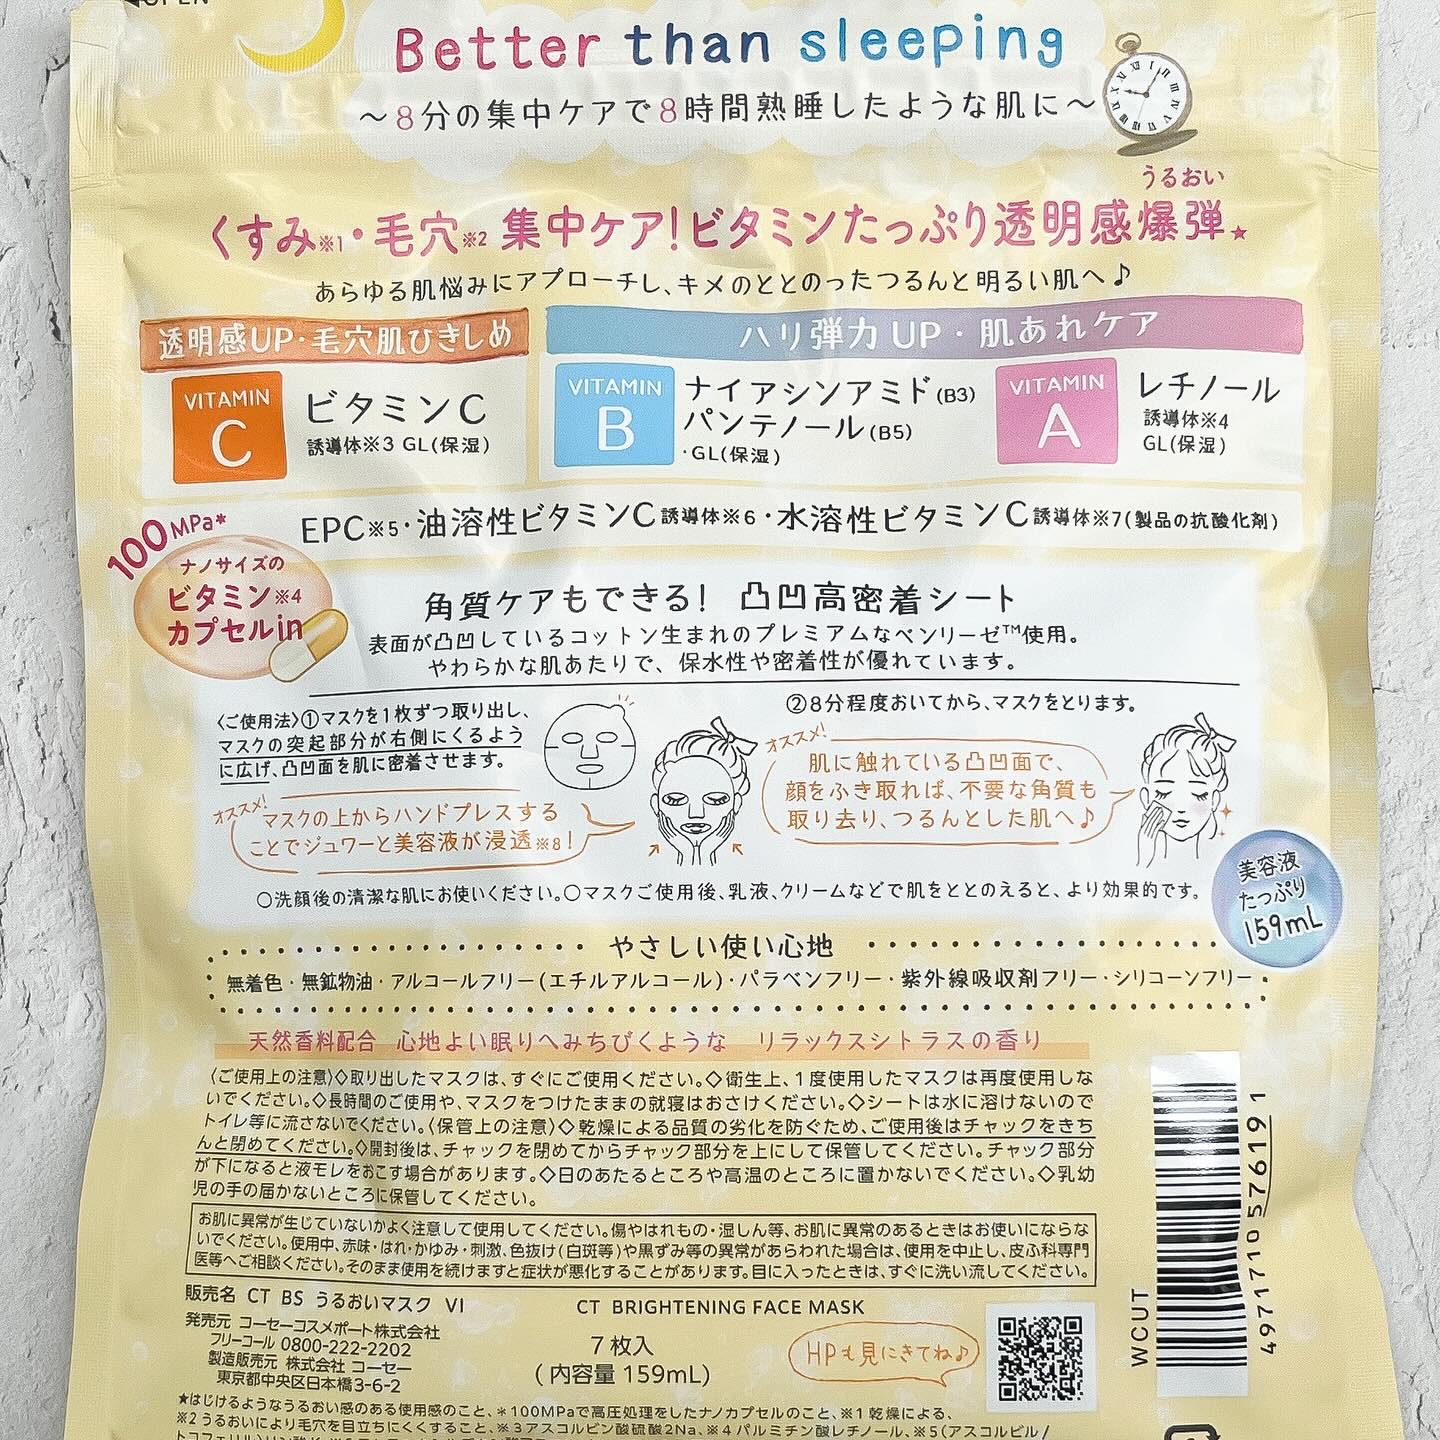 OPEN
Better than sleeping
～8分の集中ケアで8時間熟睡したような肌に～
うるおい
くすみ※1・毛穴※2 集中ケア!ビタミンたっぷり透明感爆弾★
あらゆる肌悩みにアプローチし、キメのととのったつるんと明るい肌へ♪
透明感UP・毛穴肌ひきしめ
VITAMIN C
ビタミンC
誘導体※3 GL(保湿)
ハリ弾力UP・肌あれケア
VITAMIN B
ナイアシンアミド(B3)
パンテノール(B5)
・GL(保湿)
VITAMIN A
レチノール
誘導体※4
GL(保湿)
EPC※5・油溶性ビタミンC誘導体※6・水溶性ビタミンC誘導体※7(製品の抗酸化剤)
100MPa*
ナノサイズの
ビタミン※4
カプセルin
角質ケアもできる! 凸凹高密着シート
表面が凸凹しているコットン生まれのプレミアムなベンリーゼ™使用。
やわらかな肌あたりで、保水性や密着性が優れています。
〈ご使用法〉①マスクを1枚ずつ取り出し、
マスクの突起部分が右側にくるよう
に広げ、凸凹面を肌に密着させます。
オススメ!
マスクの上からハンドプレスする
ことでジュワーと美容液が浸透※8!
②8分程度おいてから、マスクをとります。
オススメ!
肌に触れている凸凹面で、
顔をふき取れば、不要な角質も
取り去り、つるんとした肌へ♪
○洗顔後の清潔な肌にお使いください。○マスクご使用後、乳液、クリームなどで肌をととのえると、より効果的です。
美容液
たっぷり
159mL
やさしい使い心地
無着色・無鉱物油・アルコールフリー(エチルアルコール)・パラベンフリー・紫外線吸収剤フリー・シリコーンフリー
天然香料配合 心地よい眠りへみちびくような リラックスシトラスの香り
〈ご使用上の注意〉◇取り出したマスクは、すぐにご使用ください。◇衛生上、1度使用したマスクは再度使用しな
いでください。◇長時間のご使用や、マスクをつけたままの就寝はおさけください。◇シートは水に溶けないので
トイレ等に流さないでください。〈保管上の注意〉◇乾燥による品質の劣化を防ぐため、ご使用後はチャックをきち
んと閉めてください。◇開封後は、チャックを閉めてからチャック部分を上にして保管してください。チャック部分
が下になると液モレをおこす場合があります。◇日のあたるところや高温のところに置かないでください。◇乳幼
児の手の届かないところに保管してください。
お肌に異常が生じていないかよく注意して使用してください。傷やはれもの・湿しん等、お肌に異常のあるときはお使いにならな
いでください。使用中、赤味・はれ・かゆみ・刺激、色抜け(白斑等)や黒ずみ等の異常があらわれた場合は、使用を中止し、皮ふ科専門
医等へご相談ください。そのまま使用を続けますと症状が悪化することがあります。目に入ったときは、すぐに洗い流してください。
販売名 CT BS うるおいマスク VI
CT BRIGHTENING FACE MASK
発売元 コーセーコスメポート株式会社
フリーコール 0800-222-2202
製造販売元 株式会社 コーセー
東京都中央区日本橋3-6-2
7枚入
(内容量 159mL)
HPも見にきてね♪
WCUT
4971710576191
★はじけるようなうるおい感のある使用感のこと、*100MPaで高圧処理をしたナノカプセルのこと、※1 乾燥による、
※2 うるおいにより毛穴を目立ちにくくすること、※3アスコルビン酸硫酸2Na、※4パルミチン酸レチノール、※5(アスコルビル/